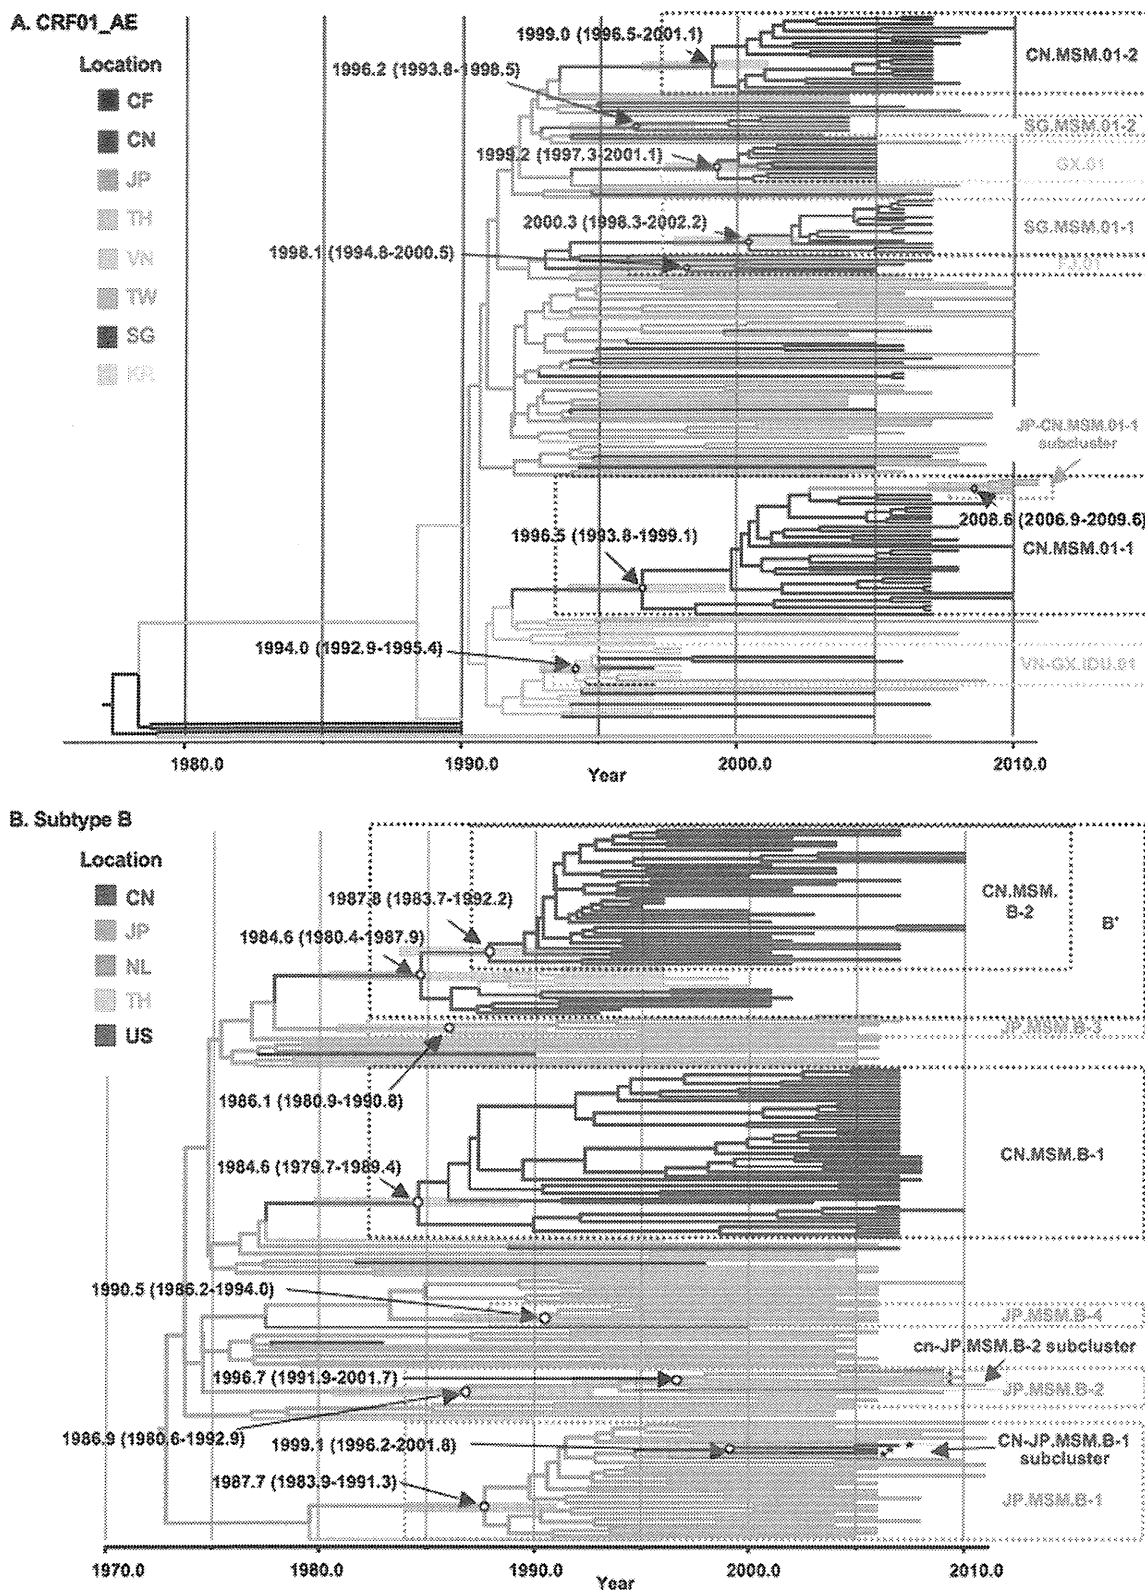 A. CRF01_AE
Location
CF
CN
JP
TH
VN
TW
SG
KR
1999.0 (1996.5-2001.1)
CN.MSM.01-2
1996.2 (1993.8-1998.5)
SG.MSM.01-2
1999.2 (1997.3-2001.1)
GX.01
2000.3 (1998.3-2002.2)
SG.MSM.01-1
1998.1 (1994.8-2000.5)
FJ.01
JP-CN.MSM.01-1
subcluster
2008.6 (2006.9-2009.6)
1996.5 (1993.8-1999.1)
CN.MSM.01-1
1994.0 (1992.9-1995.4)
VN-GX.IDU.01
1980.0
1990.0
2000.0
2010.0
Year
B. Subtype B
Location
CN
JP
NL
TH
US
1987.8 (1983.7-1992.2)
CN.MSM.
B-2
B'
1984.6 (1980.4-1987.9)
JP.MSM.B-3
1986.1 (1980.9-1990.8)
1984.6 (1979.7-1989.4)
CN.MSM.B-1
1990.5 (1986.2-1994.0)
JP.MSM.B-4
cn-JP.MSM.B-2 subcluster
1996.7 (1991.9-2001.7)
JP.MSM.B-2
1986.9 (1980.6-1992.9)
1999.1 (1996.2-2001.8)
CN-JP.MSM.B-1
subcluster
1987.7 (1983.9-1991.3)
JP.MSM.B-1
1970.0
1980.0
1990.0
2000.0
2010.0
Year